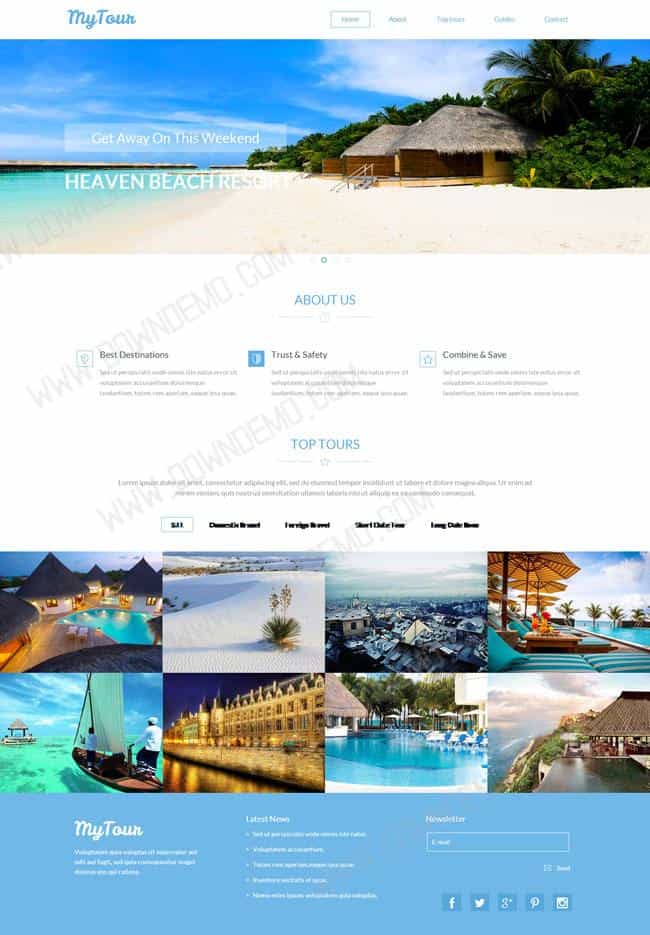 MyTour
Home About Top tours Guides Contact
Get Away On This Weekend
HEAVEN BEACH RESORT
WWW.DOWNDEMO.COM
ABOUT US
Best Destinations
Sed ut perspiciatis unde omnis iste natus error sit
voluptatem accusantium doloremque
laudantium, totam rem aperiam, eaque ipsa quae.
Trust & Safety
Sed ut perspiciatis unde omnis iste natus error sit
voluptatem accusantium doloremque
laudantium, totam rem aperiam, eaque ipsa quae.
Combine & Save
Sed ut perspiciatis unde omnis iste natus error sit
voluptatem accusantium doloremque
laudantium, totam rem aperiam, eaque ipsa quae.
WWW.DOWNDEMO.COM
TOP TOURS
Lorem ipsum dolor sit amet, consectetur adipiscing elit, sed do eiusmod tempor incididunt ut labore et dolore magna aliqua. Ut enim ad
minim veniam, quis nostrud exercitation ullamco laboris nisi ut aliquip ex ea commodo consequat.
WWW.DOWNDEMO.COM
Domestic travel Foreign travel Short Date Tour Long Date Tour
MyTour
Voluptatem quia voluptas sit aspernatur aut
odit aut fugit, sed quia consequuntur magni
dolores eos qui ratione.
Latest News
Sed ut perspiciatis unde omnis iste natus.
Voluptatem accusantium.
Totam rem aperiam eaque ipsa quae.
Inventore veritatis et quasi.
Nemo enim ipsam voluptatem quia voluptas.
Newsletter
E-mail
Send